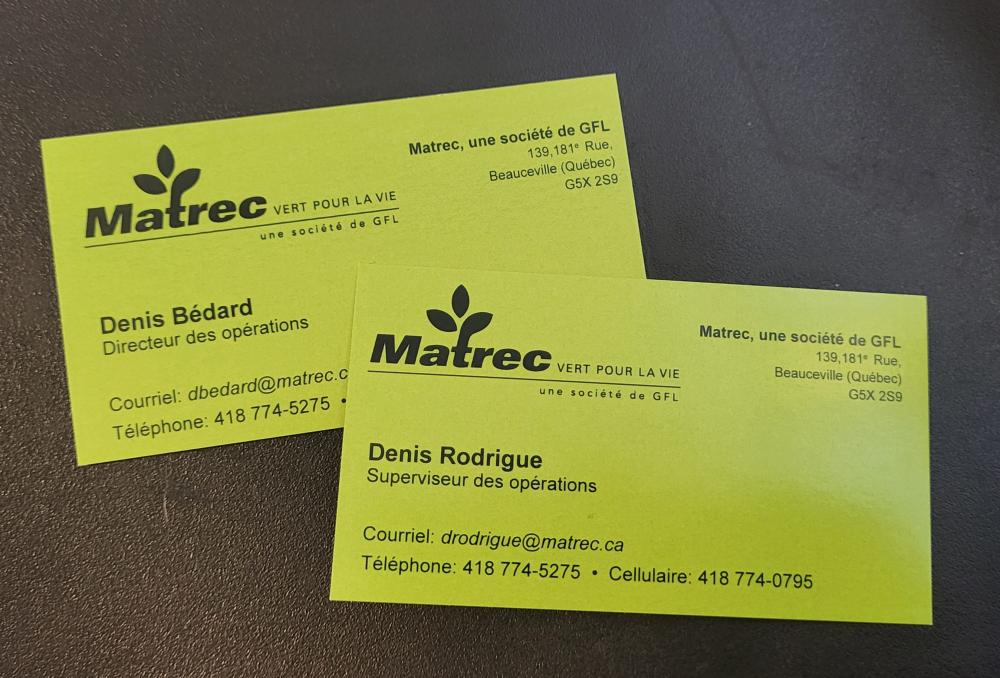 Matrec VERT POUR LA VIE
une société de GFL
Matrec, une société de GFL
139,181e Rue,
Beauceville (Québec)
G5X 2S9
Denis Bédard
Directeur des opérations
Courriel: dbedard@matrec.c
Téléphone: 418 774-5275 •
Matrec VERT POUR LA VIE
une société de GFL
Matrec, une société de GFL
139,181e Rue,
Beauceville (Québec)
G5X 2S9
Denis Rodrigue
Superviseur des opérations
Courriel: drodrigue@matrec.ca
Téléphone: 418 774-5275 • Cellulaire: 418 774-0795